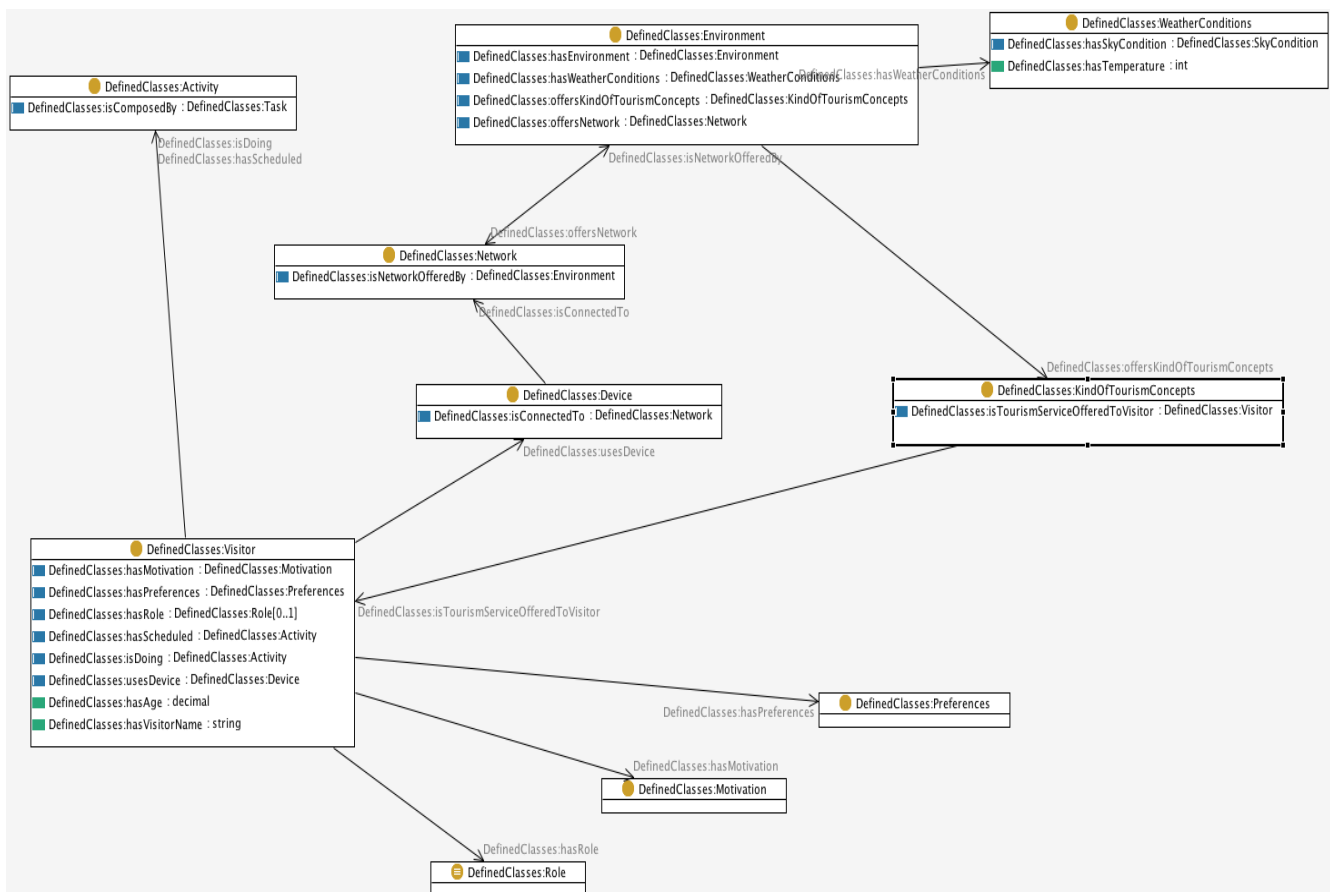 DefinedClasses:WeatherConditions
DefinedClasses:hasSkyCondition : DefinedClasses:SkyCondition
DefinedClasses:hasTemperature : int
DefinedClasses:Environment
DefinedClasses:hasEnvironment : DefinedClasses:Environment
DefinedClasses:hasWeatherConditions : DefinedClasses:WeatherConditions
DefinedClasses:offersKindOfTourismConcepts : DefinedClasses:KindOfTourismConcepts
DefinedClasses:offersNetwork : DefinedClasses:Network
DefinedClasses:hasWeatherConditions
DefinedClasses:Activity
DefinedClasses:isComposedBy : DefinedClasses:Task
DefinedClasses:isDoing
DefinedClasses:hasScheduled
DefinedClasses:isNetworkOfferedBy
DefinedClasses:offersNetwork
DefinedClasses:Network
DefinedClasses:isNetworkOfferedBy : DefinedClasses:Environment
DefinedClasses:isConnectedTo
DefinedClasses:offersKindOfTourismConcepts
DefinedClasses:Device
DefinedClasses:isConnectedTo : DefinedClasses:Network
DefinedClasses:KindOfTourismConcepts
DefinedClasses:isTourismServiceOfferedToVisitor : DefinedClasses:Visitor
DefinedClasses:usesDevice
DefinedClasses:Visitor
DefinedClasses:hasMotivation : DefinedClasses:Motivation
DefinedClasses:hasPreferences : DefinedClasses:Preferences
DefinedClasses:hasRole : DefinedClasses:Role[0..1]
DefinedClasses:hasScheduled : DefinedClasses:Activity
DefinedClasses:isDoing : DefinedClasses:Activity
DefinedClasses:usesDevice : DefinedClasses:Device
DefinedClasses:hasAge : decimal
DefinedClasses:hasVisitorName : string
DefinedClasses:isTourismServiceOfferedToVisitor
DefinedClasses:hasPreferences
DefinedClasses:Preferences
DefinedClasses:hasMotivation
DefinedClasses:Motivation
DefinedClasses:hasRole
DefinedClasses:Role